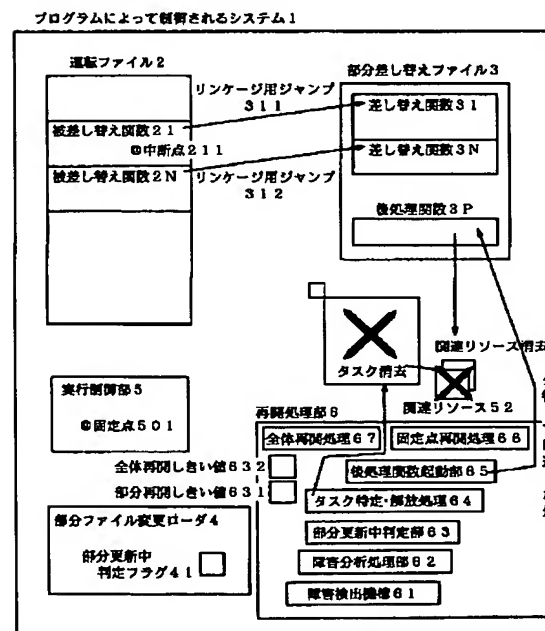 プログラムによって制御されるシステム1
運転ファイル2
リンケージ用ジャンプ
311
部分差し替えファイル3
差し替え関数31
被差し替え関数21
@中断点211
差し替え関数3N
被差し替え関数2N
リンケージ用ジャンプ
312
後処理関数3P
関連リソース消去
タスク消去
関連リソース52
実行制御部5
@固定点501
再開処理部6
全体再開処理67
固定点再開処理66
全体再開しきい値632
後処理関数起動部65
部分再開しきい値631
タスク特定・解放処理64
部分ファイル変更ローダ4
部分更新中判定部63
部分更新中
判定フラグ41
障害分析処理部62
障害検出機構61